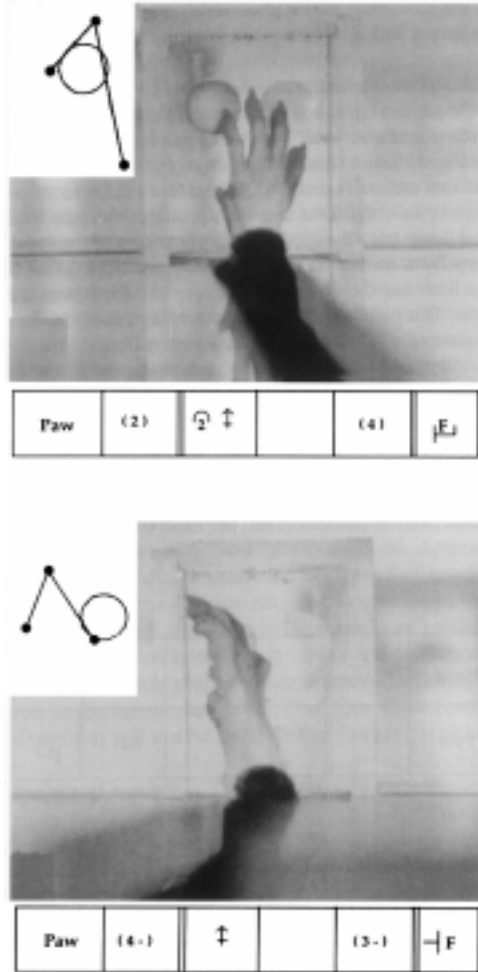 Paw (2) 2 ‡ (4) F
Paw (4-) ‡ (3-) F